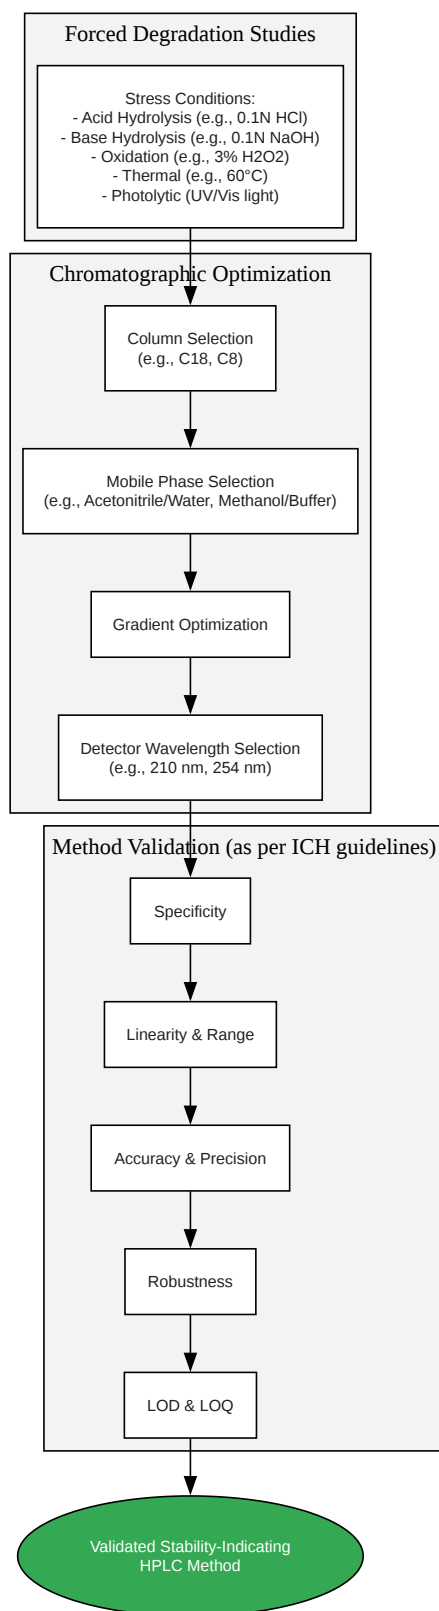 Forced Degradation Studies
Stress Conditions:
- Acid Hydrolysis (e.g., 0.1N HCl)
- Base Hydrolysis (e.g., 0.1N NaOH)
- Oxidation (e.g., 3% H2O2)
- Thermal (e.g., 60°C)
- Photolytic (UV/Vis light)
Chromatographic Optimization
Column Selection
(e.g., C18, C8)
Mobile Phase Selection
(e.g., Acetonitrile/Water, Methanol/Buffer)
Gradient Optimization
Detector Wavelength Selection
(e.g., 210 nm, 254 nm)
Method Validation (as per ICH guidelines)
Specificity
Linearity & Range
Accuracy & Precision
Robustness
LOD & LOQ
Validated Stability-Indicating
HPLC Method